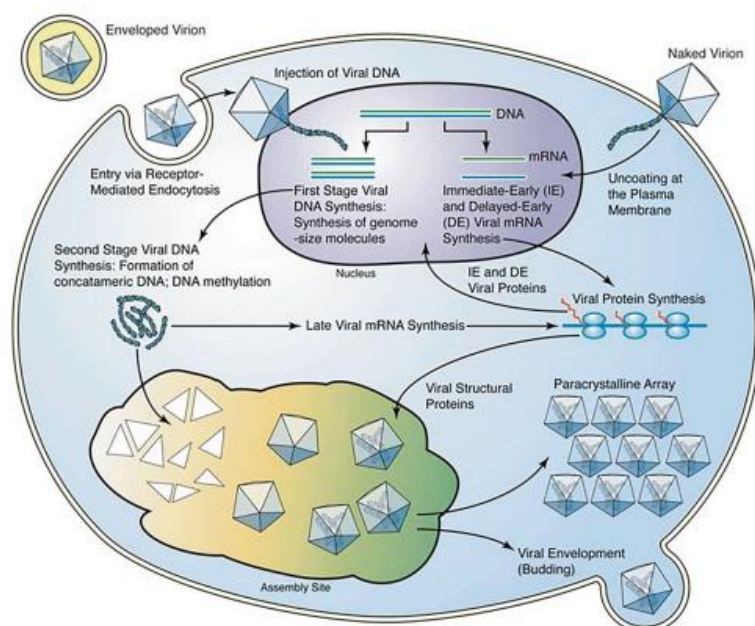 Enveloped Virion
Injection of Viral DNA
Naked Virion
DNA
mRNA
Entry via Receptor-
Mediated Endocytosis
First Stage Viral
DNA Synthesis:
Synthesis of genome
-size molecules
Immediate-Early (IE)
and Delayed-Early
(DE) Viral mRNA
Synthesis
Uncoating at
the Plasma
Membrane
Second Stage Viral DNA
Synthesis: Formation of
concatameric DNA; DNA methylation
Nucleus
IE and DE
Viral Proteins
Viral Protein Synthesis
Late Viral mRNA Synthesis
Viral Structural
Proteins
Paracrystalline Array
Viral Envelopment
(Budding)
Assembly Site